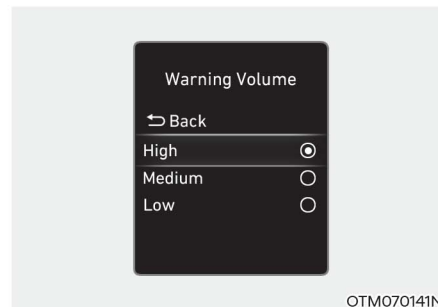 Warning Volume
Back
High
Medium
Low
OTM070141N